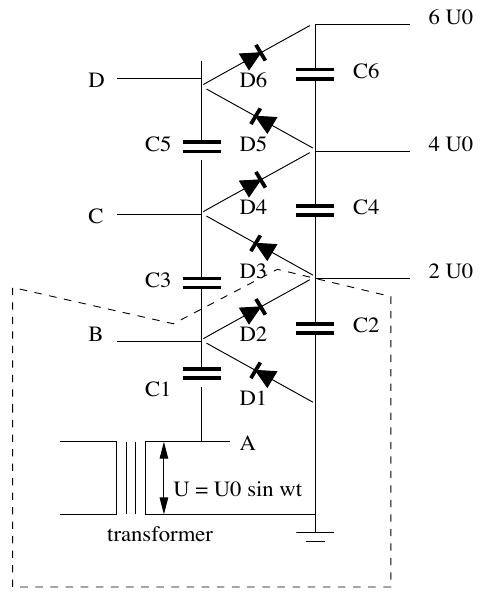 6 U0
D
D6
C6
C5
D5
4 U0
C
D4
C4
D3
2 U0
C3
B
D2
C2
C1
D1
A
U = U0 sin wt
transformer